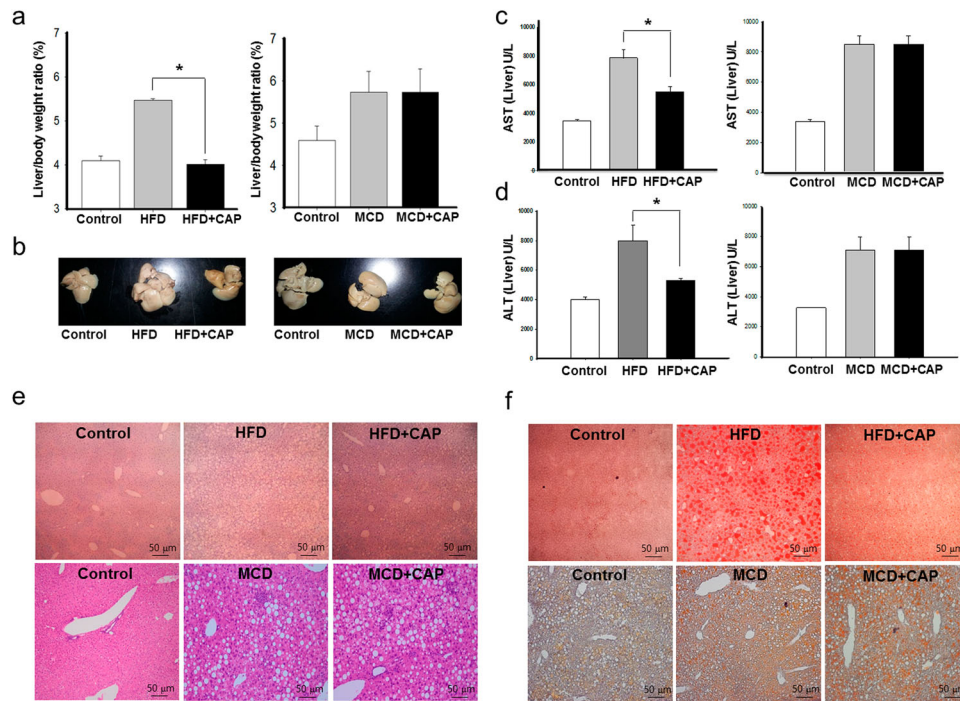 a
Liver/body weight ratio (%)
7
6
5
4
3
*
Control HFD HFD+CAP
Liver/body weight ratio (%)
7
6
5
4
3
Control MCD MCD+CAP
b
Control HFD HFD+CAP
Control MCD MCD+CAP
c
AST (Liver) U/L
10000
8000
6000
4000
2000
0
*
Control HFD HFD+CAP
AST (Liver) U/L
10000
8000
6000
4000
2000
0
Control MCD MCD+CAP
d
ALT (Liver) U/L
10000
8000
6000
4000
2000
0
*
Control HFD HFD+CAP
ALT (Liver) U/L
10000
8000
6000
4000
2000
0
Control MCD MCD+CAP
e
Control HFD HFD+CAP
50 μm 50 μm 50 μm
Control MCD MCD+CAP
50 μm 50 μm 50 μm
f
Control HFD HFD+CAP
50 μm 50 μm 50 μm
Control MCD MCD+CAP
50 μm 50 μm 50 μm